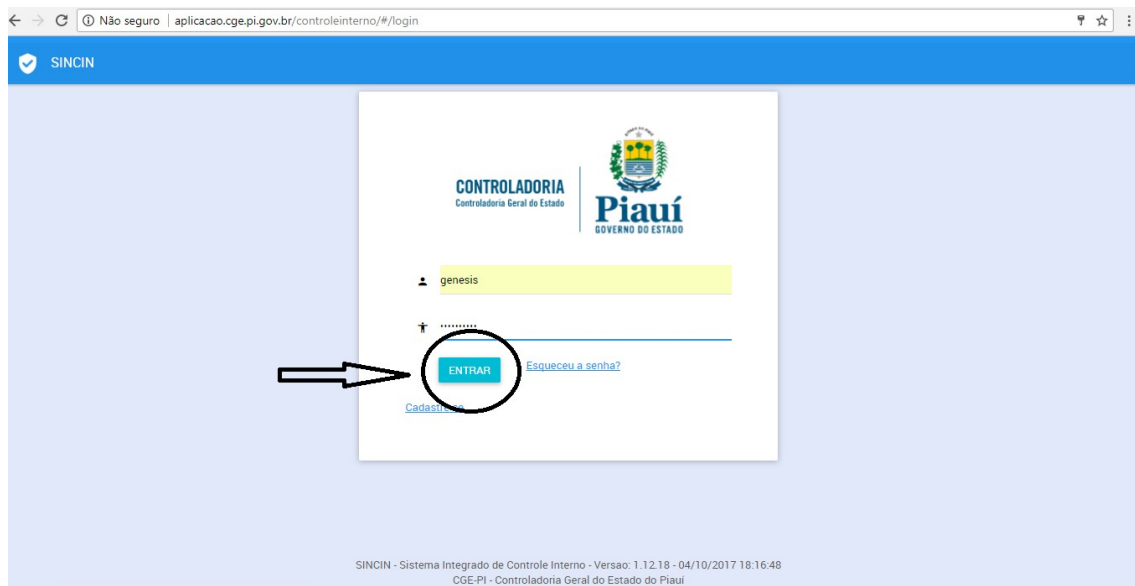 Não seguro | aplicacao.cge.pi.gov.br/controleinterno/#/login
SINCIN
CONTROLADORIA
Controladoria Geral do Estado
Piauí
GOVERNO DO ESTADO
genesis
ENTRAR
Esqueceu a senha?
SINCIN - Sistema Integrado de Controle Interno - Versao: 1.12.18 - 04/10/2017 18:16:48
CGE-PI - Controladoria Geral do Estado do Piauí